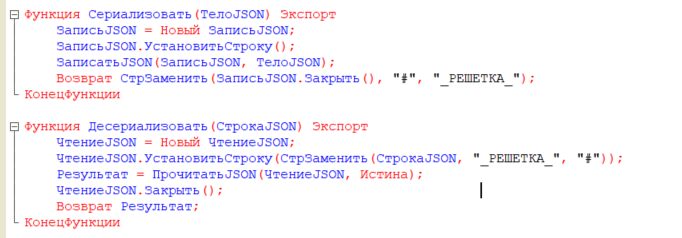 Функция Сериализовать(ТелоJSON) Экспорт
ЗаписьJSON = Новый ЗаписьJSON;
ЗаписьJSON.УстановитьСтроку();
ЗаписатьJSON(ЗаписьJSON, ТелоJSON);
Возврат СтрЗаменить(ЗаписьJSON.Закрыть(), "#", "_РЕШЕТКА_");
КонецФункции
Функция Десериализовать(СтрокаJSON) Экспорт
ЧтениеJSON = Новый ЧтениеJSON;
ЧтениеJSON.УстановитьСтроку(СтрЗаменить(СтрокаJSON, "_РЕШЕТКА_", "#"));
Результат = ПрочитатьJSON(ЧтениеJSON, Истина);
ЧтениеJSON.Закрыть();
Возврат Результат;
КонецФункции